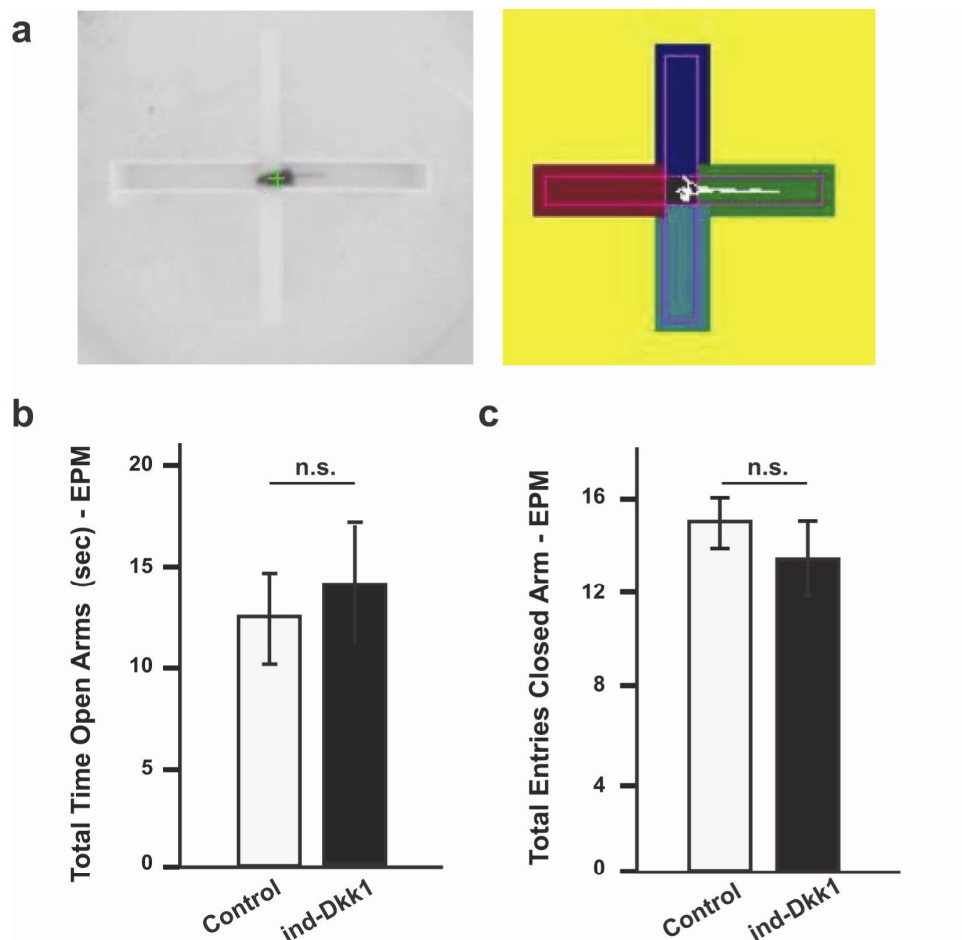 a
b
Total Time Open Arms (sec) - EPM
20
15
10
5
0
n.s.
Control
ind-Dkk1
c
Total Entries Closed Arm - EPM
16
12
8
4
0
n.s.
Control
ind-Dkk1